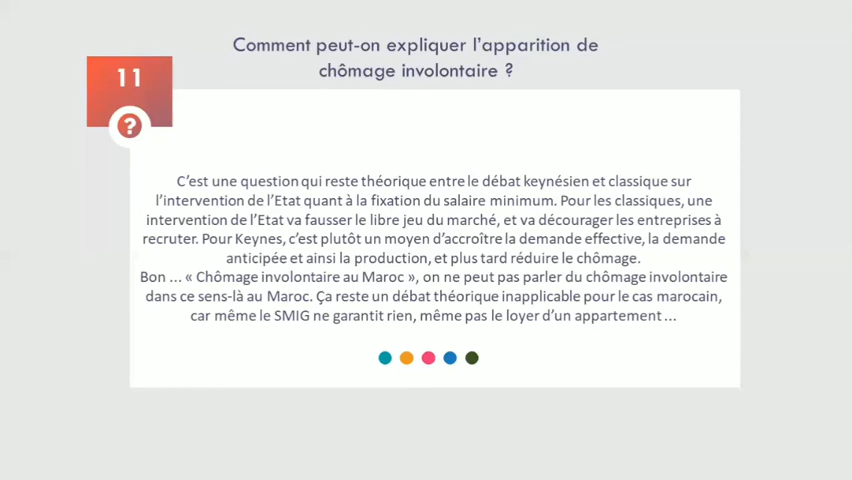 Comment peut-on expliquer l'apparition de
chômage involontaire ?
11
?
C'est une question qui reste théorique entre le débat keynésien et classique sur
l'intervention de l'Etat quant à la fixation du salaire minimum. Pour les classiques, une
intervention de l'Etat va fausser le libre jeu du marché, et va décourager les entreprises à
recruter. Pour Keynes, c'est plutôt un moyen d'accroître la demande effective, la demande
anticipée et ainsi la production, et plus tard réduire le chômage.
Bon ... « Chômage involontaire au Maroc », on ne peut pas parler du chômage involontaire
dans ce sens-là au Maroc. Ça reste un débat théorique inapplicable pour le cas marocain,
car même le SMIG ne garantit rien, même pas le loyer d'un appartement ...